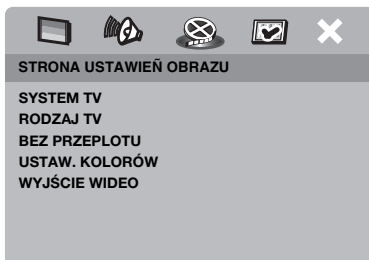 STRONA USTAWIEŃ OBRAZU
SYSTEM TV
RODZAJ TV
BEZ PRZEPLOTU
USTAW. KOLORÓW
WYJŚCIE WIDEO